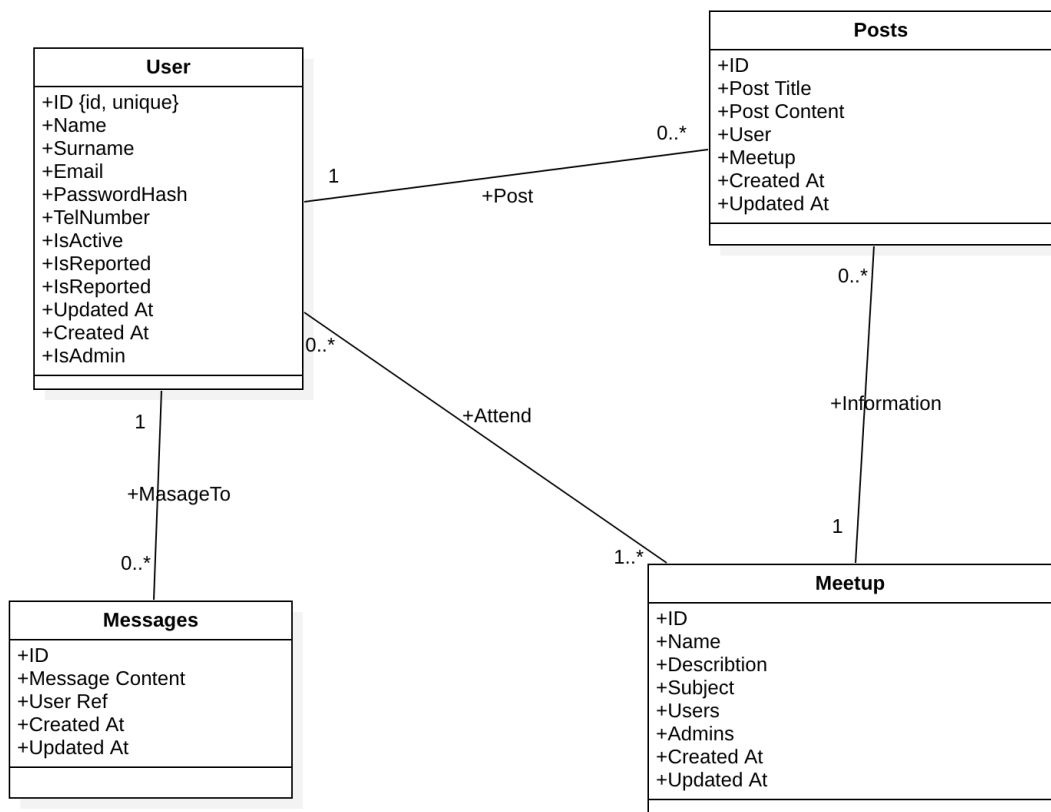 User
+ID {id, unique}
+Name
+Surname
+Email
+PasswordHash
+TelNumber
+IsActive
+IsReported
+IsReported
+Updated At
+Created At
+IsAdmin
Posts
+ID
+Post Title
+Post Content
+User
+Meetup
+Created At
+Updated At
1
+Post
0..*
0..*
+Attend
1..*
0..*
+Information
1
1
+MasageTo
0..*
Messages
+ID
+Message Content
+User Ref
+Created At
+Updated At
Meetup
+ID
+Name
+Describtion
+Subject
+Users
+Admins
+Created At
+Updated At